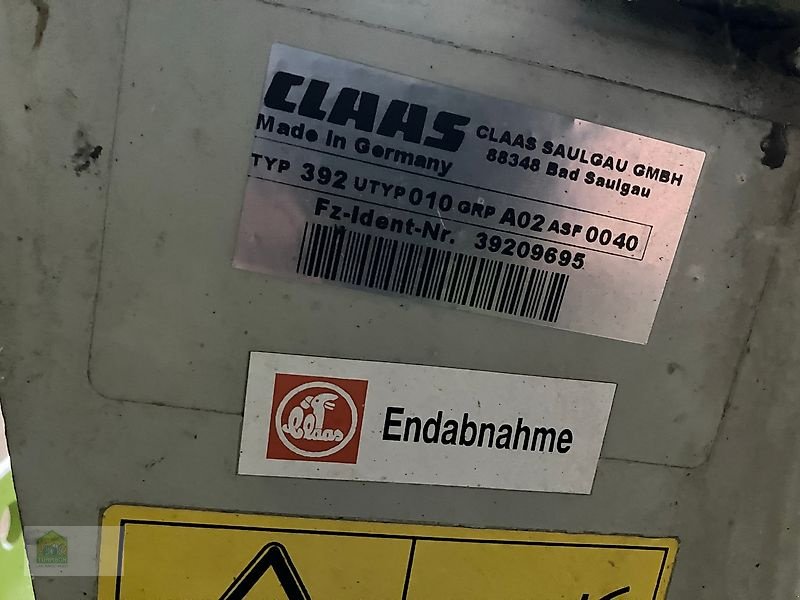 CLAAS
CLAAS SAULGAU GMBH
88348 Bad Saulgau
Made in Germany
TYP 392 UTYP 010 GRP A02 ASF 0040
Fz-Ident-Nr. 39209695
Claas
Endabnahme